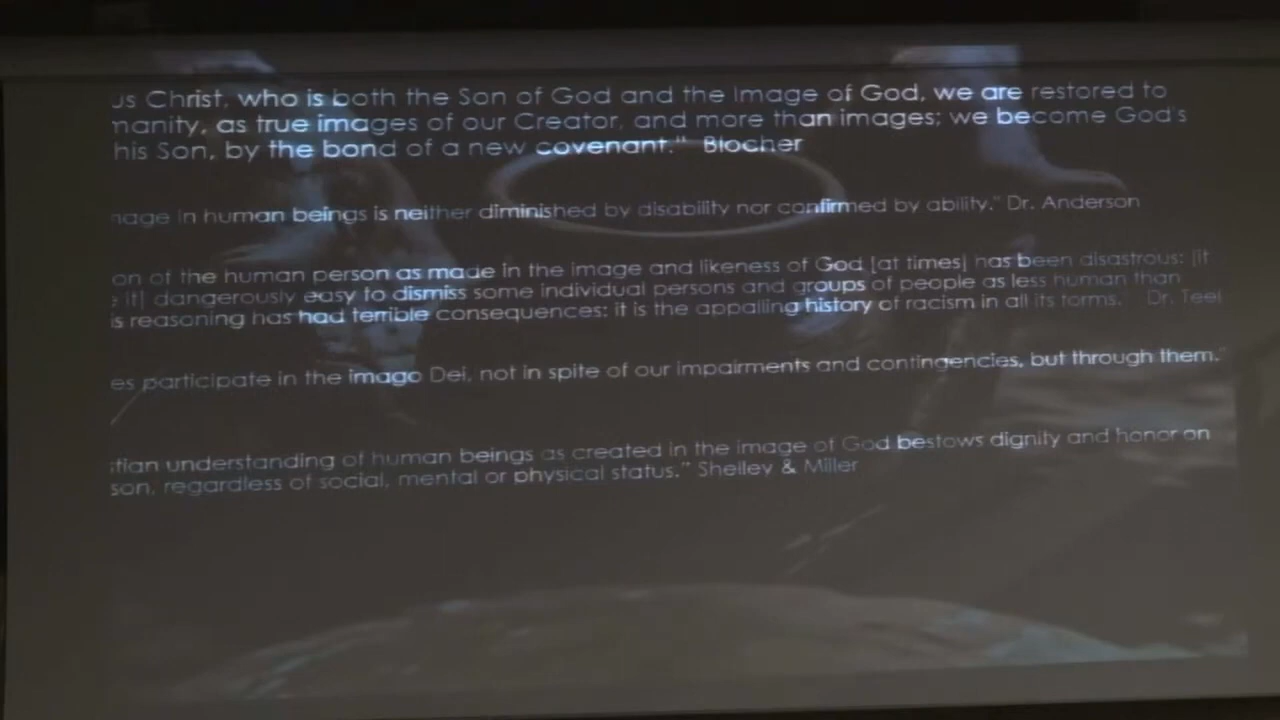 us Christ, who is both the Son of God and the Image of God, we are restored to
manity, as true images of our Creator, and more than images; we become God's
his Son, by the bond of a new covenant." Blocher
mage in human beings is neither diminished by disability nor confirmed by ability." Dr. Anderson
on of the human person as made in the image and likeness of God [at times] has been disastrous: [it
e it] dangerously easy to dismiss some individual persons and groups of people as less human than
is reasoning has had terrible consequences: it is the appalling history of racism in all its forms." Dr. Teel
es participate in the imago Dei, not in spite of our impairments and contingencies, but through them."
stian understanding of human beings as created in the image of God bestows dignity and honor on
son, regardless of social, mental or physical status." Shelley & Miller